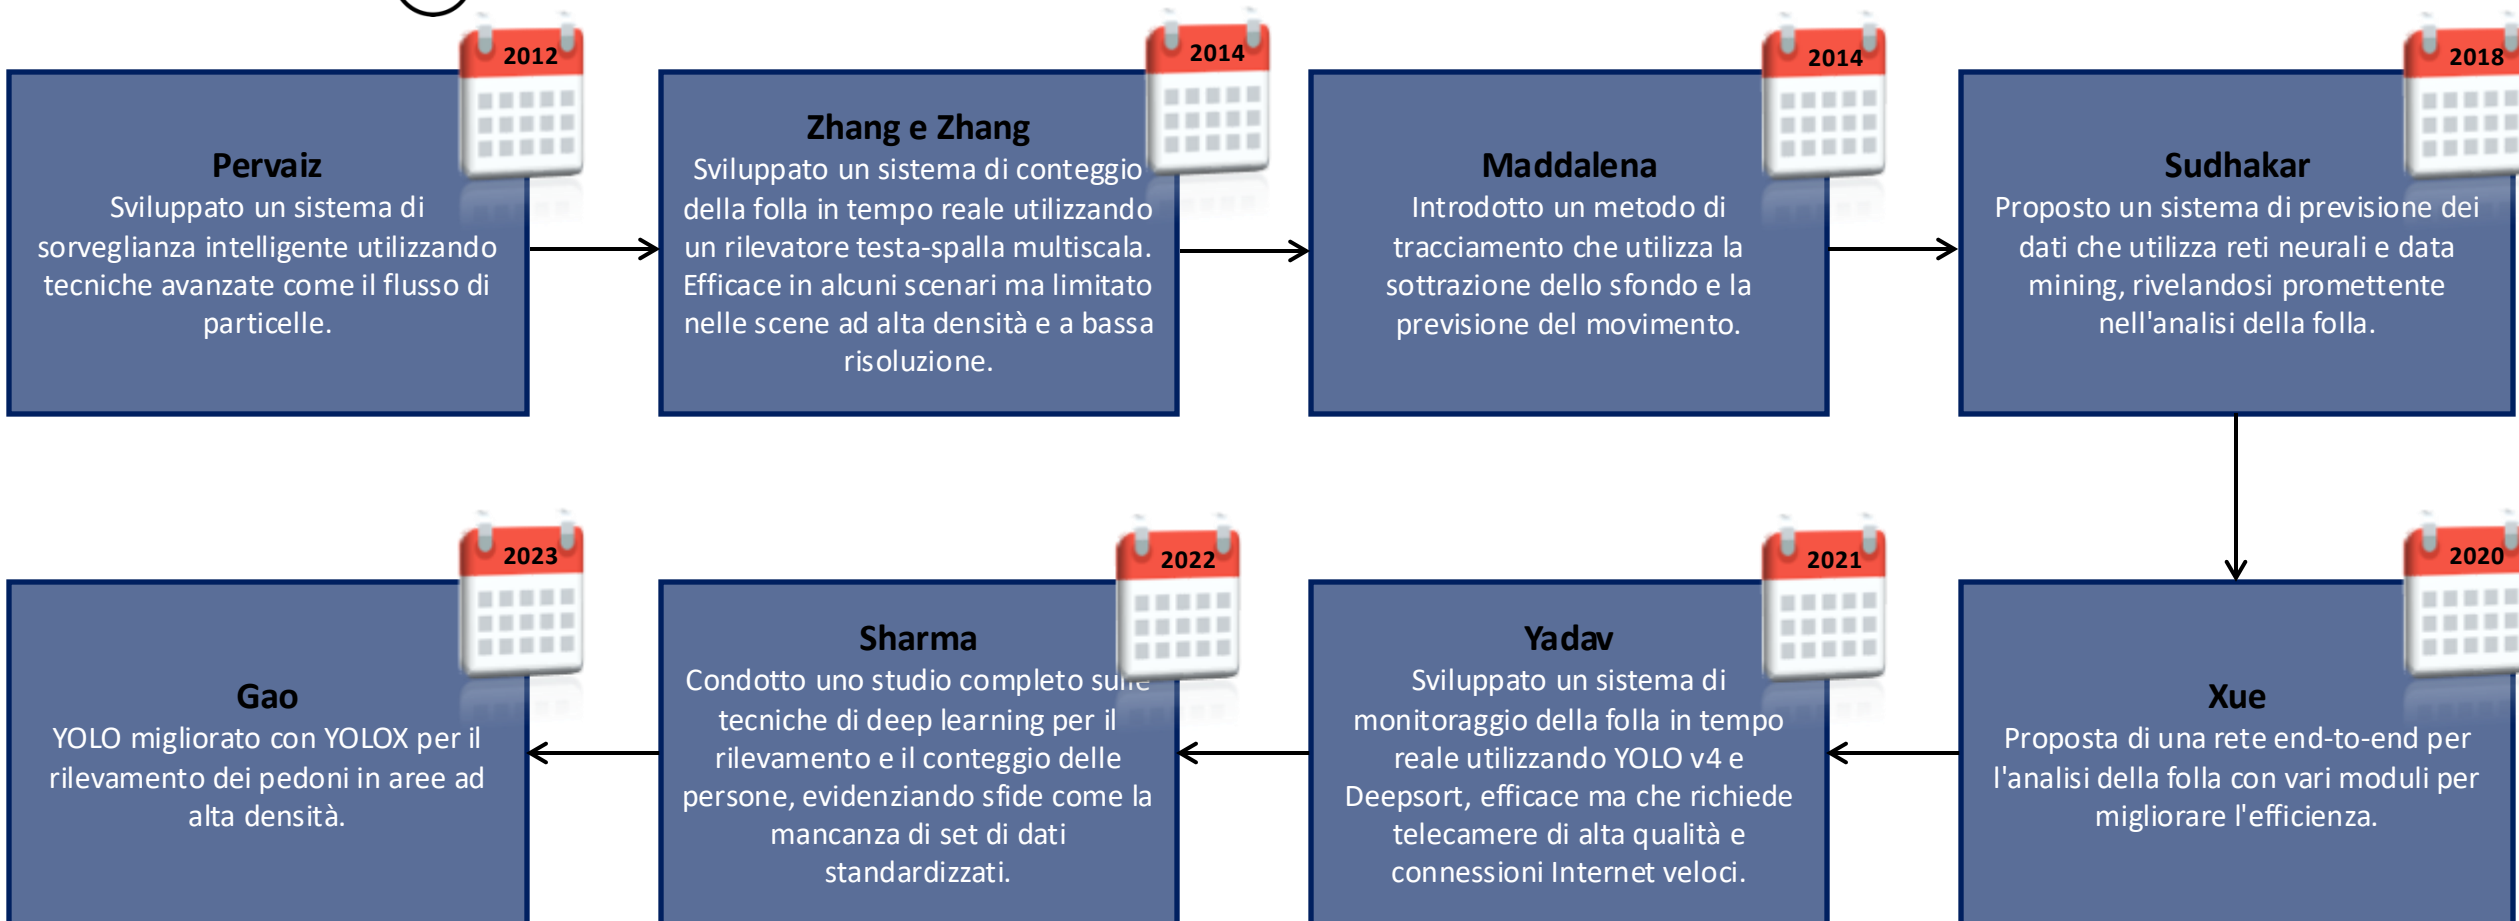 2012
Pervaiz
Sviluppato un sistema di
sorveglianza intelligente utilizzando
tecniche avanzate come il flusso di
particelle.
2014
Zhang e Zhang
Sviluppato un sistema di conteggio
della folla in tempo reale utilizzando
un rilevatore testa-spalla multiscala.
Efficace in alcuni scenari ma limitato
nelle scene ad alta densità e a bassa
risoluzione.
2014
Maddalena
Introdotto un metodo di
tracciamento che utilizza la
sottrazione dello sfondo e la
previsione del movimento.
2018
Sudhakar
Proposto un sistema di previsione dei
dati che utilizza reti neurali e data
mining, rivelandosi promettente
nell'analisi della folla.
2020
Xue
Proposta di una rete end-to-end per
l'analisi della folla con vari moduli per
migliorare l'efficienza.
2021
Yadav
Sviluppato un sistema di
monitoraggio della folla in tempo
reale utilizzando YOLO v4 e
Deepsort, efficace ma che richiede
telecamere di alta qualità e
connessioni Internet veloci.
2022
Sharma
Condotto uno studio completo sulle
tecniche di deep learning per il
rilevamento e il conteggio delle
persone, evidenziando sfide come la
mancanza di set di dati
standardizzati.
2023
Gao
YOLO migliorato con YOLOX per il
rilevamento dei pedoni in aree ad
alta densità.